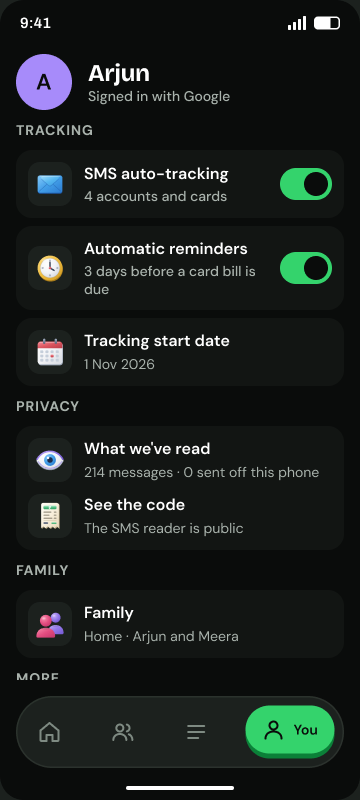 9:41
A
Arjun
Signed in with Google
TRACKING
SMS auto-tracking
4 accounts and cards
Automatic reminders
3 days before a card bill is
due
Tracking start date
1 Nov 2026
PRIVACY
What we've read
214 messages · 0 sent off this phone
See the code
The SMS reader is public
FAMILY
Family
Home · Arjun and Meera
MORE
You